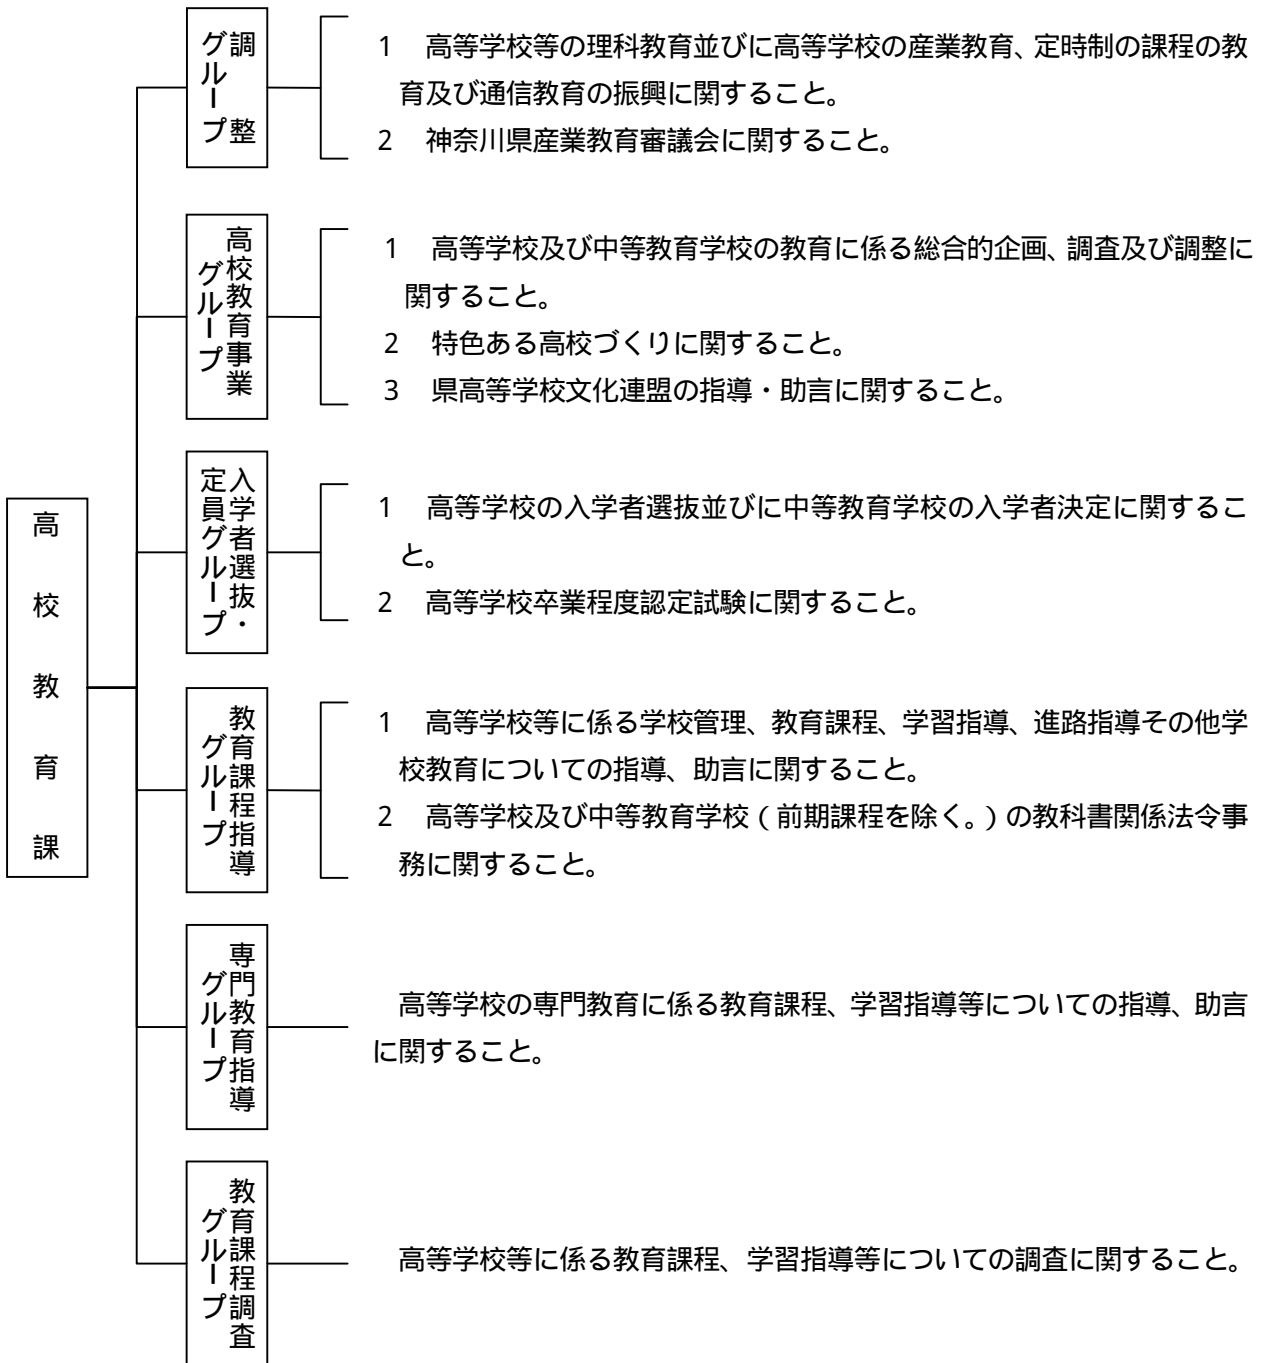 高校教育課
調整
グループ
1　高等学校等の理科教育並びに高等学校の産業教育、定時制の課程の教
育及び通信教育の振興に関すること。
2　神奈川県産業教育審議会に関すること。
高校教育事業
グループ
1　高等学校及び中等教育学校の教育に係る総合的企画、調査及び調整に
関すること。
2　特色ある高校づくりに関すること。
3　県高等学校文化連盟の指導・助言に関すること。
入学者選抜・
定員グループ
1　高等学校の入学者選抜並びに中等教育学校の入学者決定に関するこ
と。
2　高等学校卒業程度認定試験に関すること。
教育課程指導
グループ
1　高等学校等に係る学校管理、教育課程、学習指導、進路指導その他学
校教育についての指導、助言に関すること。
2　高等学校及び中等教育学校（前期課程を除く。）の教科書関係法令事
務に関すること。
専門教育指導
グループ
高等学校の専門教育に係る教育課程、学習指導等についての指導、助言
に関すること。
教育課程調査
グループ
高等学校等に係る教育課程、学習指導等についての調査に関すること。